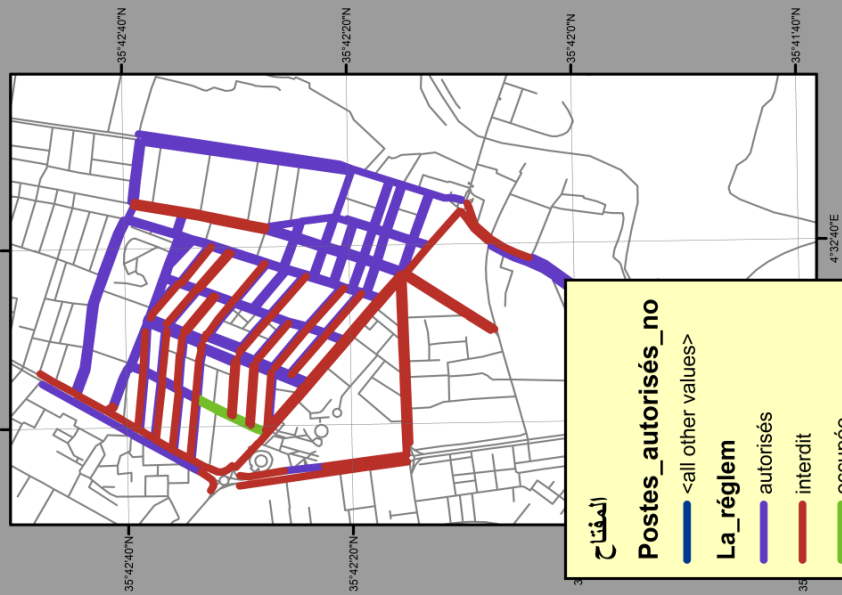 35°42'40"N
35°42'20"N
35°42'0"N
35°41'40"N
4°32'40"E
35°42'40"N
35°42'20"N
المفتاح
Postes_autorisés_no
<all other values>
La_réglem
autorisés
interdit